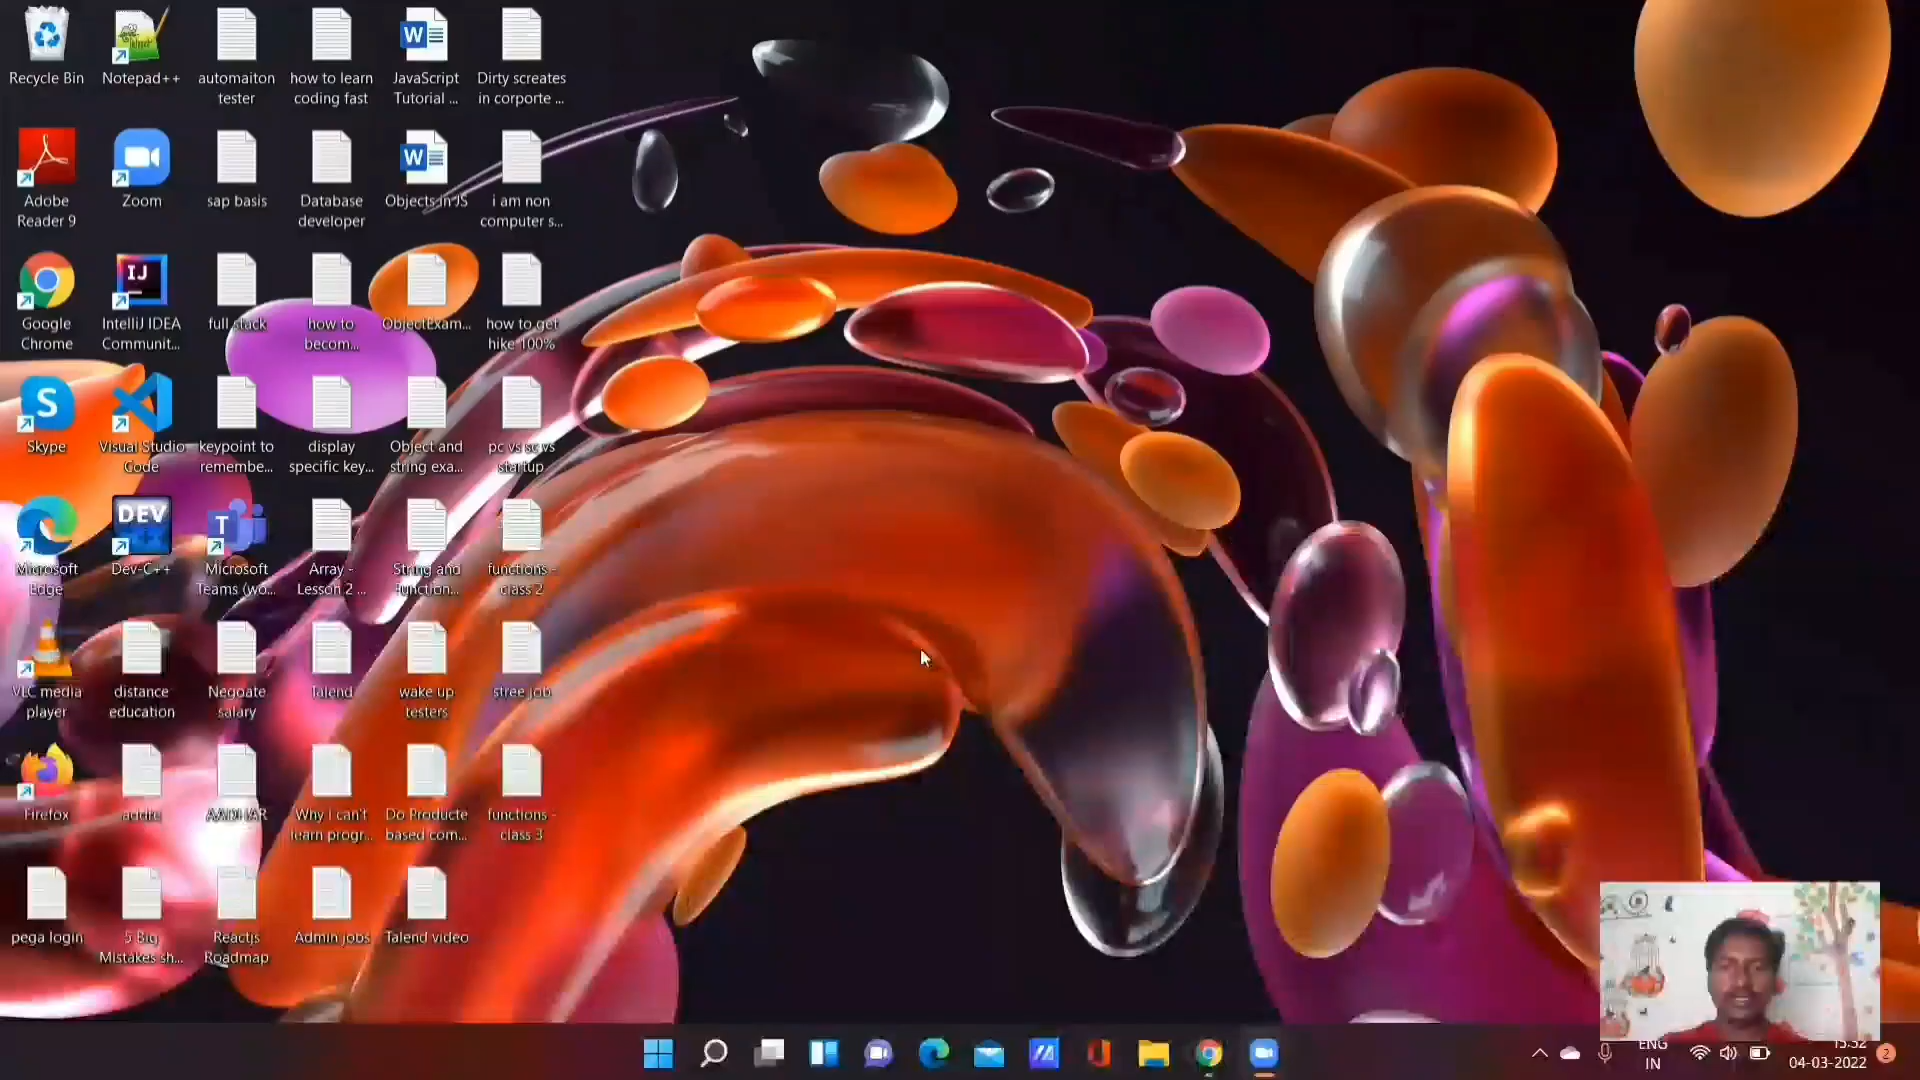 Recycle Bin
Notepad++
automaiton
tester
how to learn
coding fast
JavaScript
Tutorial ...
Dirty screates
in corporte ...
Adobe
Reader 9
Zoom
sap basis
Database
developer
Objects in JS
i am non
computer s...
Google
Chrome
IntelliJ IDEA
Communit...
full stack
how to
becom...
ObjectExam...
how to get
hike 100%
Skype
Visual Studio
Code
keypoint to
remembe...
display
specific key...
Object and
string exa...
pc vs sc vs
startup
Microsoft
Edge
DEV
Dev-C++
Microsoft
Teams (wo...
Array -
Lesson 2 ...
String and
Function...
functions -
class 2
VLC media
player
distance
education
Negoate
salary
Talend
wake up
testers
stree job
Firefox
AADHAR
Why i can't
learn progr...
Do Producte
based com...
functions -
class 3
pega login
5 Big
Mistakes sh...
Reactjs
Roadmap
Admin jobs
Talend video
ENG
IN
04-03-2022
2